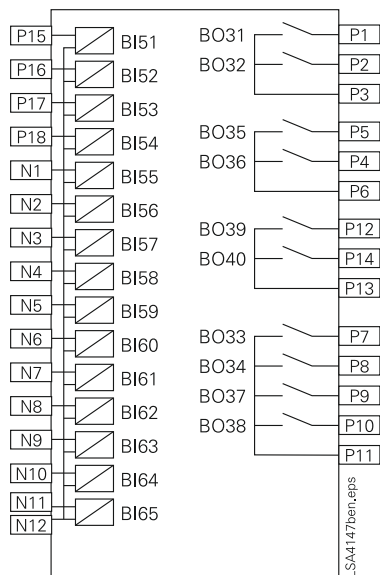 P15 BI51 BO31 P1
P16 BI52 BO32 P2
P3
P17 BI53
P18 BI54 BO35 P5
N1 BI55 BO36 P4
N2 BI56 P6
N3 BI57 BO39 P12
N4 BI58 BO40 P14
N5 BI59 P13
N6 BI60 BO33 P7
N7 BI61 BO34 P8
N8 BI62 BO37 P9
N9 BI63 BO38 P10
N10 BI64 P11
N11 BI65
N12
LSA4147ben.eps